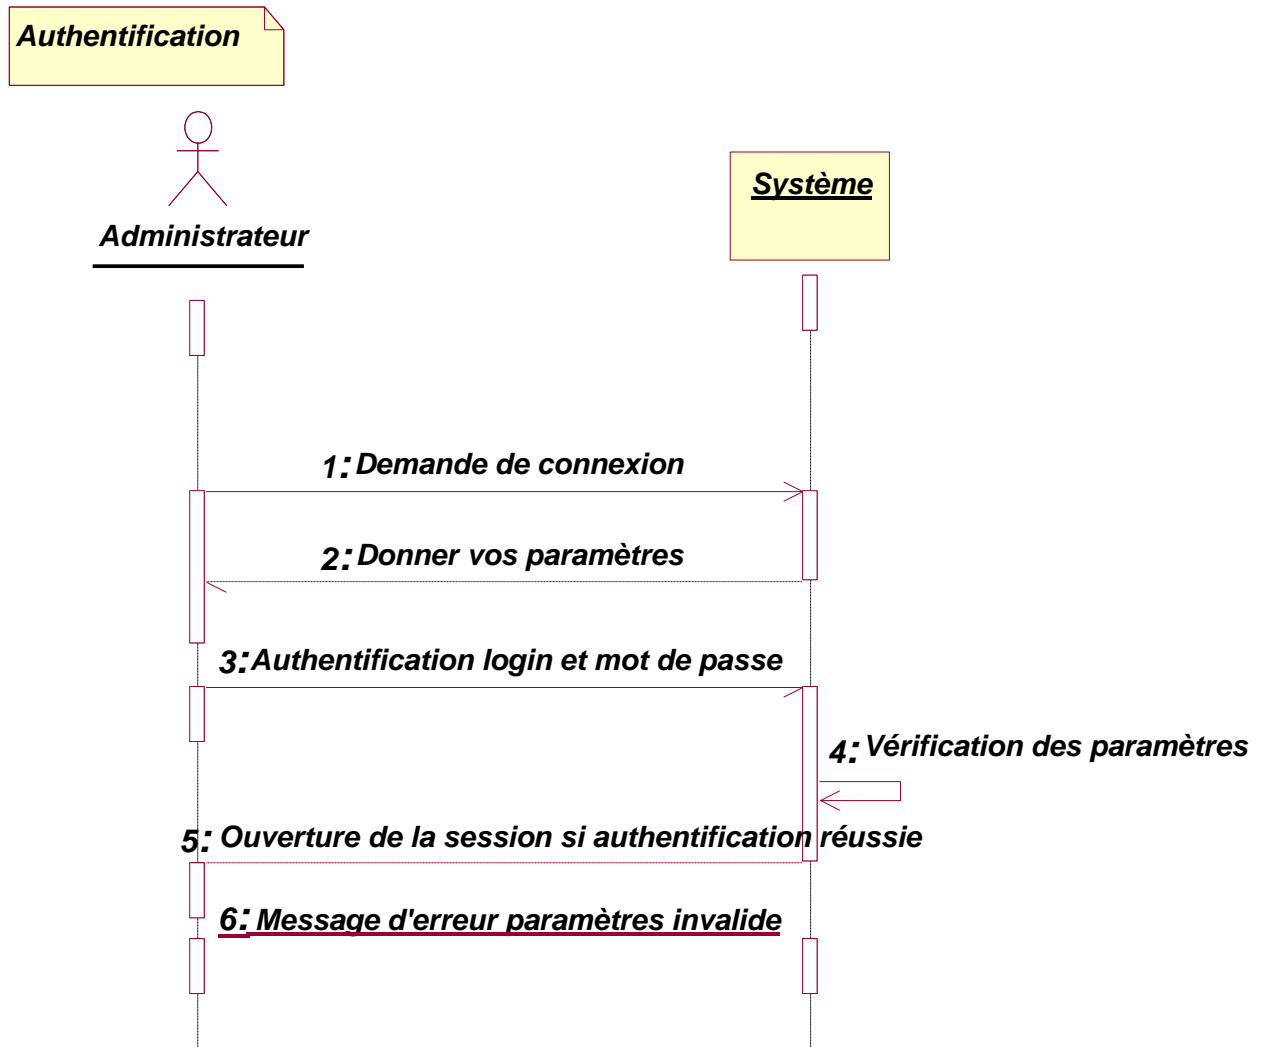 Authentification
Système
Administrateur
1: Demande de connexion
2: Donner vos paramètres
3: Authentification login et mot de passe
4: Vérification des paramètres
5: Ouverture de la session si authentification réussie
6: Message d'erreur paramètres invalide